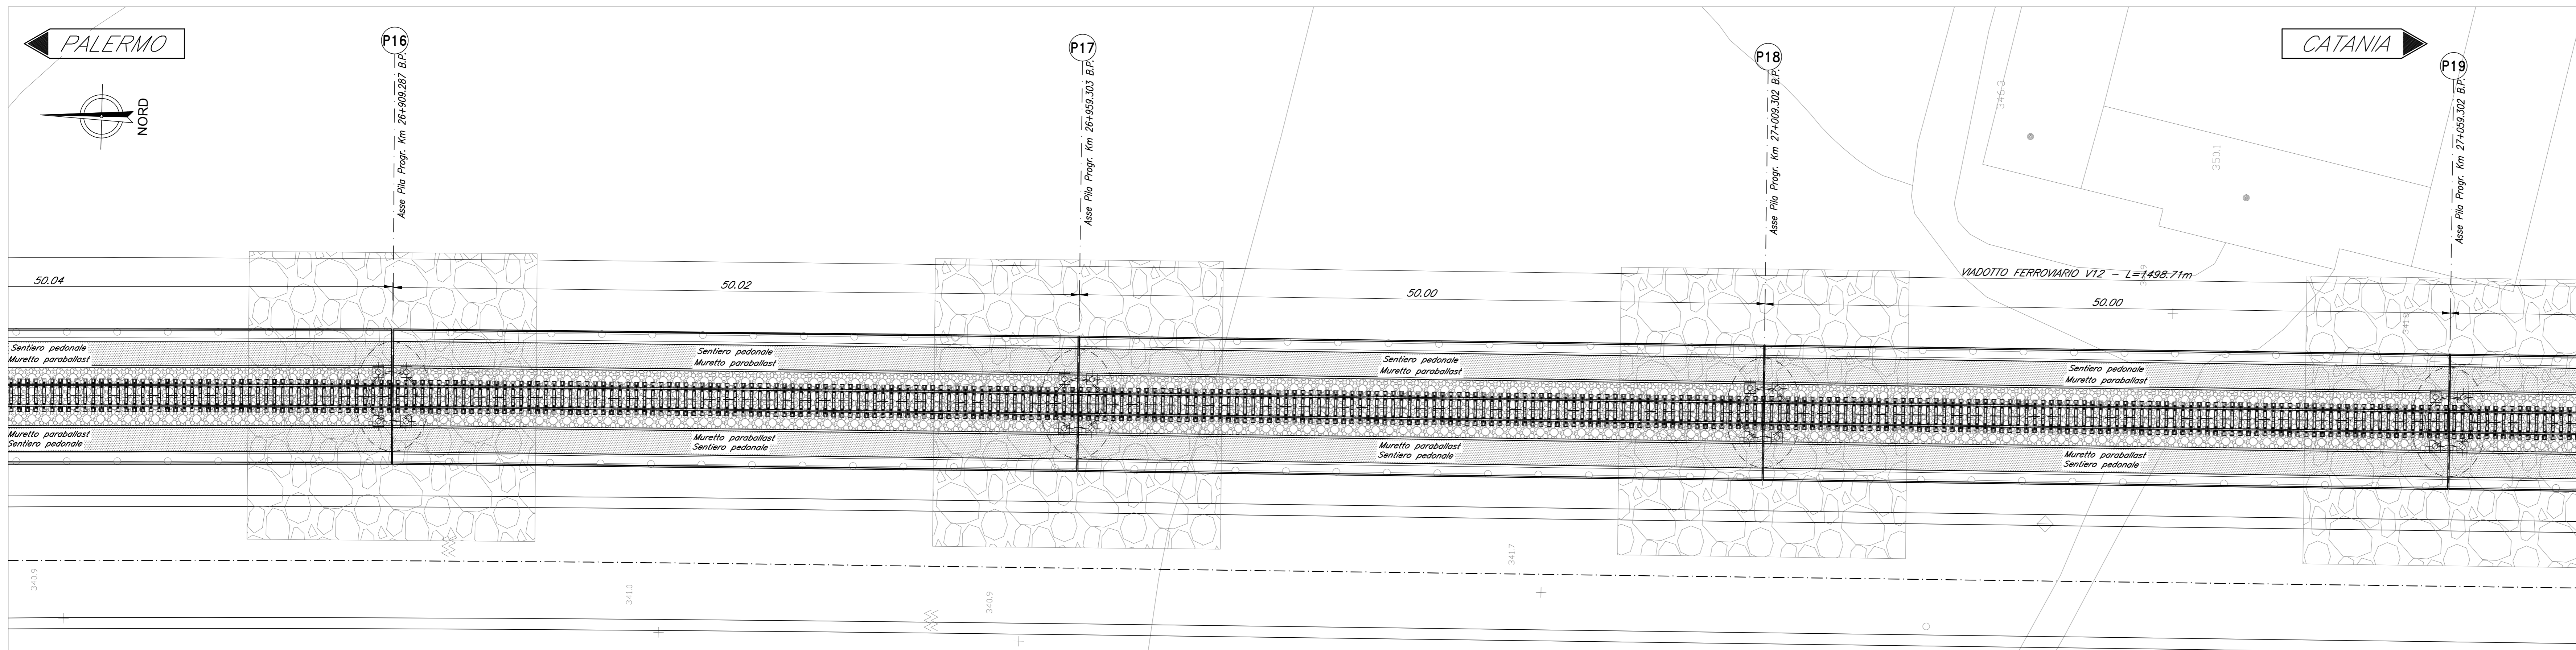 PALERMO
P16
P17
P18
CATANIA
P19
NORD
Asse Pila Progr. Km 26+909.287 B.P.
Asse Pila Progr. Km 26+959.303 B.P.
Asse Pila Progr. Km 27+009.302 B.P.
Asse Pila Progr. Km 27+059.302 B.P.
346.3
350.1
VIADOTTO FERROVIARIO V12 - L=1498.71m
50.04
50.02
50.00
50.00
Sentiero pedonale
Muretto paraballast
Sentiero pedonale
Muretto paraballast
Sentiero pedonale
Muretto paraballast
Sentiero pedonale
Muretto paraballast
Muretto paraballast
Sentiero pedonale
Muretto paraballast
Sentiero pedonale
Muretto paraballast
Sentiero pedonale
Muretto paraballast
Sentiero pedonale
340.9
341.0
340.9
341.7